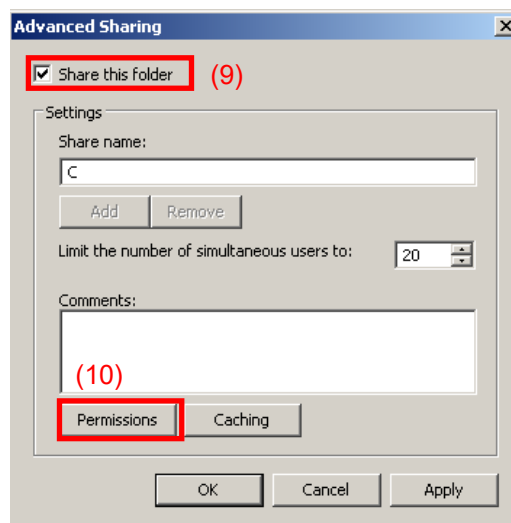 Advanced Sharing
Share this folder (9)
Settings
Share name:
C
Add Remove
Limit the number of simultaneous users to: 20
Comments:
(10)
Permissions Caching
OK Cancel Apply